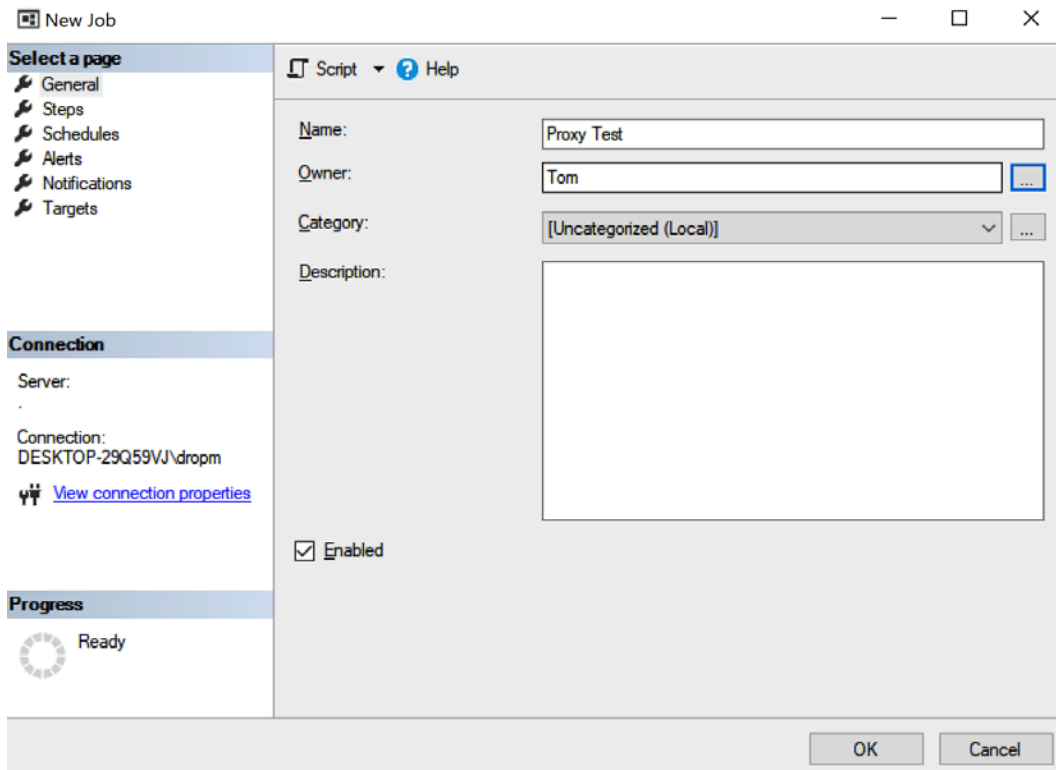 New Job
Select a page
General
Steps
Schedules
Alerts
Notifications
Targets
Connection
Server:
.
Connection:
DESKTOP-29Q59VJ\dropm
View connection properties
Progress
Ready
Script
Help
Name:
Proxy Test
Owner:
Tom
...
Category:
[Uncategorized (Local)]
...
Description:
Enabled
OK
Cancel